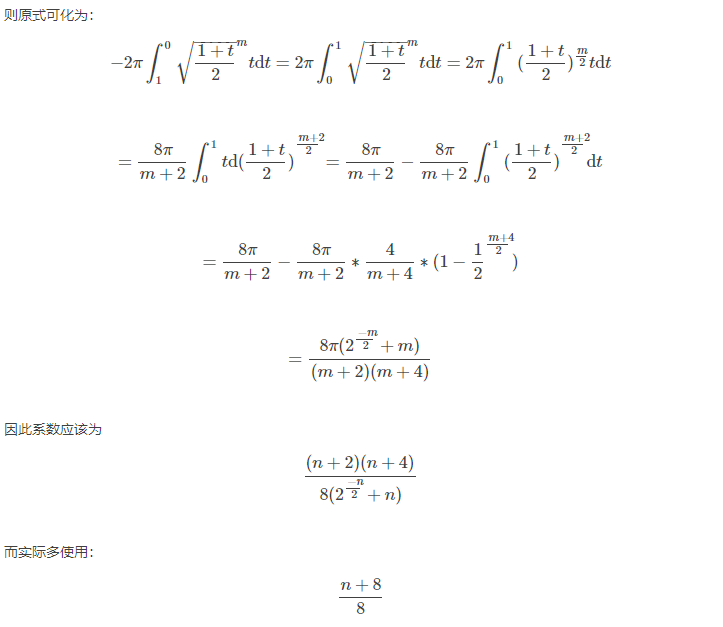 则原式可化为：
$-2\pi \int_1^0 \sqrt{\frac{1+t}{2}}^m t\mathrm{d}t = 2\pi \int_0^1 \sqrt{\frac{1+t}{2}}^m t\mathrm{d}t = 2\pi \int_0^1 (\frac{1+t}{2})^{\frac{m}{2}} t\mathrm{d}t$
$= \frac{8\pi}{m+2} \int_0^1 t\mathrm{d}(\frac{1+t}{2})^{\frac{m+2}{2}} = \frac{8\pi}{m+2} - \frac{8\pi}{m+2} \int_0^1 (\frac{1+t}{2})^{\frac{m+2}{2}} \mathrm{d}t$
$= \frac{8\pi}{m+2} - \frac{8\pi}{m+2} * \frac{4}{m+4} * (1 - \frac{1}{2}^{\frac{m+4}{2}})$
$= \frac{8\pi(2^{\frac{-m}{2}}+m)}{(m+2)(m+4)}$
因此系数应该为
$\frac{(n+2)(n+4)}{8(2^{\frac{-n}{2}}+n)}$
而实际多使用：
$\frac{n+8}{8}$